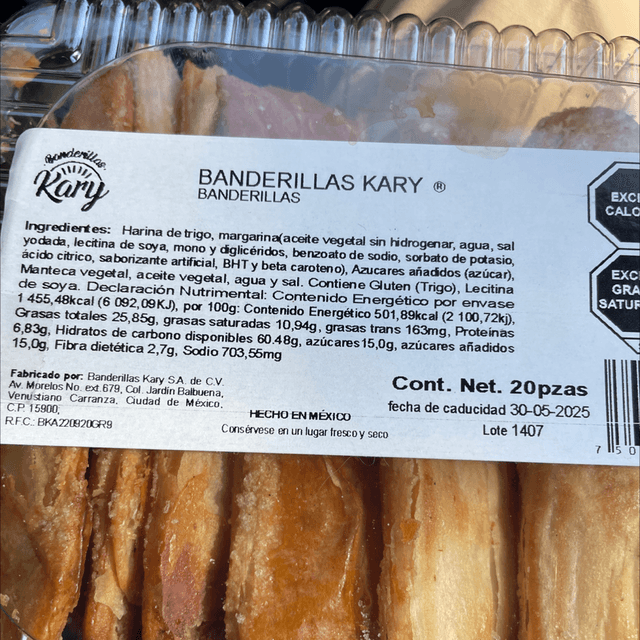 Banderillas
Kary
BANDERILLAS KARY ®
BANDERILLAS
Ingredientes: Harina de trigo, margarina(aceite vegetal sin hidrogenar, agua, sal
yodada, lecitina de soya, mono y diglicéridos, benzoato de sodio, sorbato de potasio,
ácido cítrico, saborizante artificial, BHT y beta caroteno), Azucares añadidos (azúcar),
Manteca vegetal, aceite vegetal, agua y sal. Contiene Gluten (Trigo), Lecitina
de soya. Declaración Nutrimental: Contenido Energético por envase
1 455,48kcal (6 092,09KJ), por 100g: Contenido Energético 501,89kcal (2 100,72kj),
Grasas totales 25,85g, grasas saturadas 10,94g, grasas trans 163mg, Proteínas
6,83g, Hidratos de carbono disponibles 60.48g, azúcares 15,0g, azúcares añadidos
15,0g, Fibra dietética 2,7g, Sodio 703,55mg
Fabricado por: Banderillas Kary S.A. de C.V.
Av. Morelos No. ext.679, Col. Jardín Balbuena,
Venustiano Carranza, Ciudad de México,
C.P. 15900,
R.F.C.: BKA220920GR9
HECHO EN MÉXICO
Consérvese en un lugar fresco y seco
Cont. Net. 20pzas
fecha de caducidad 30-05-2025
Lote 1407
EXC
CALO
EXC
GRA
SATUR
7 50